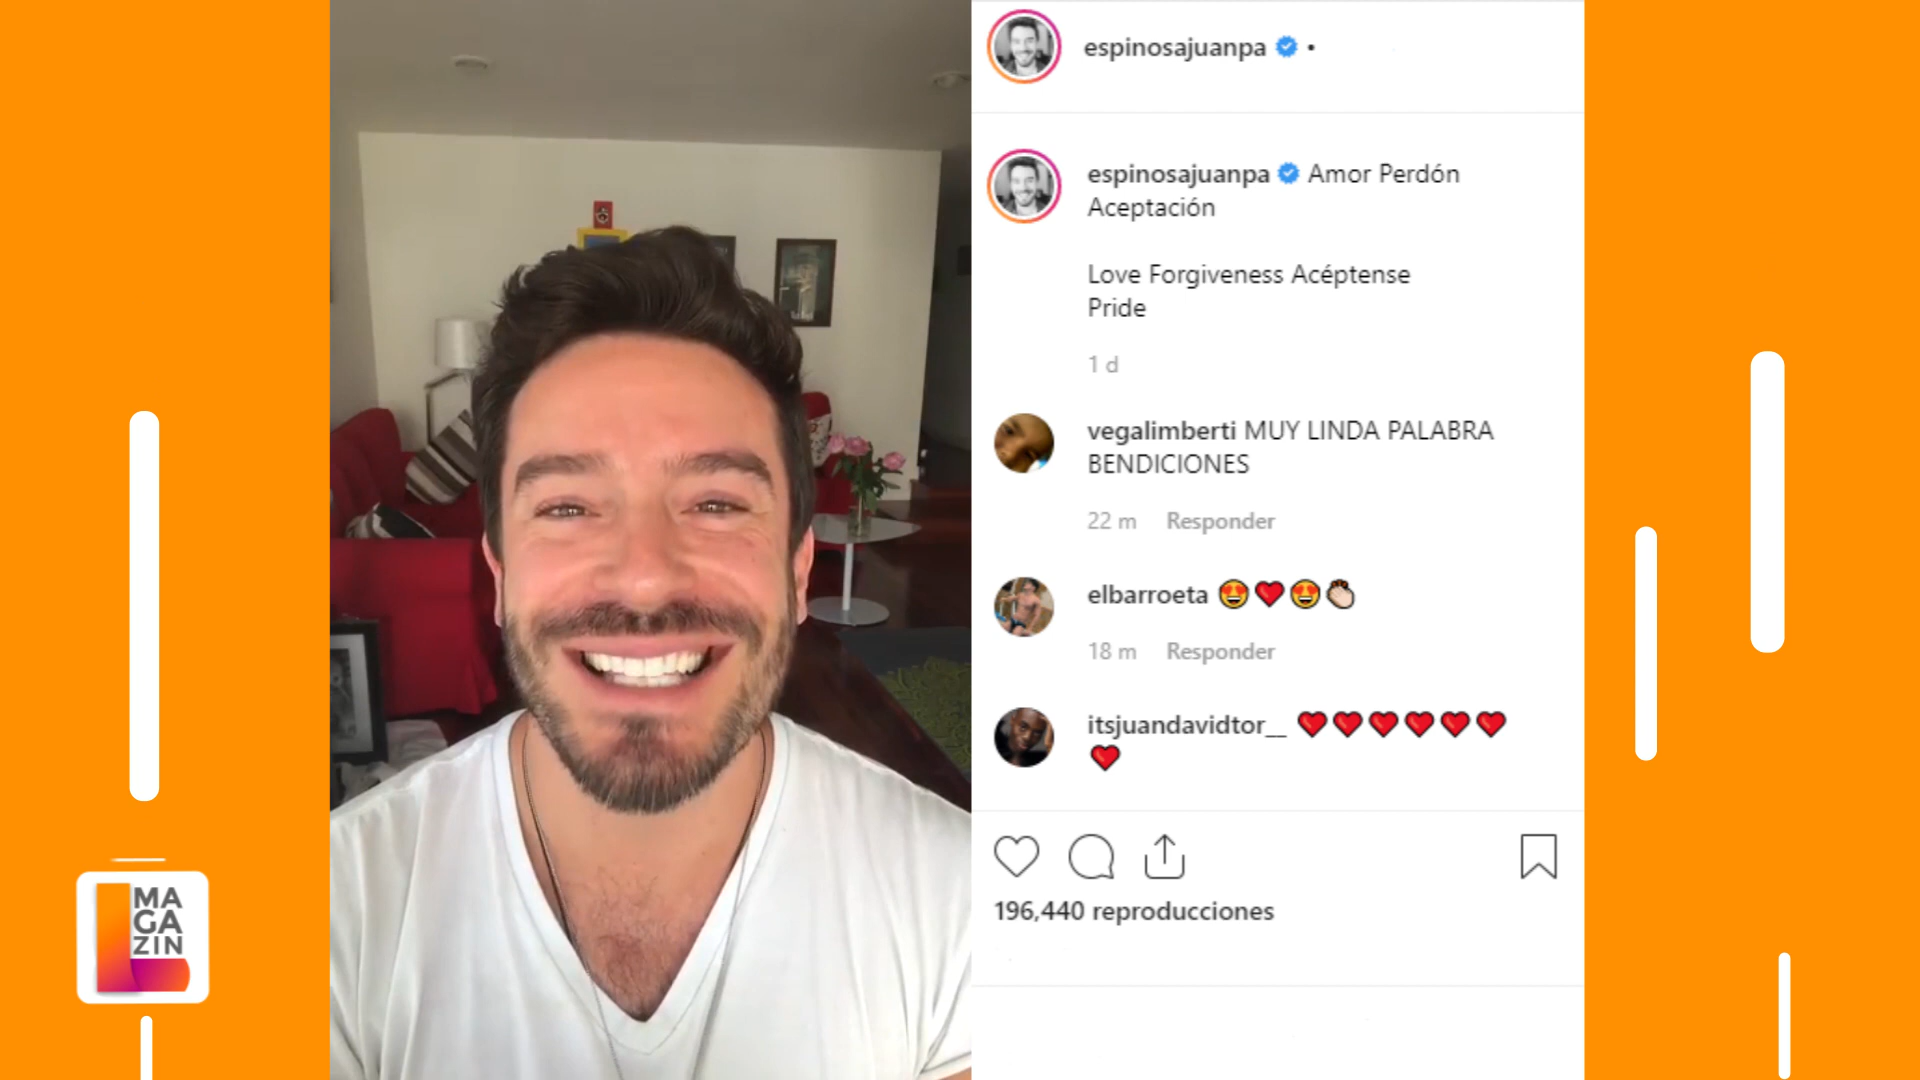 espinosajuanpa •
espinosajuanpa Amor Perdón
Aceptación
Love Forgiveness Acéptense
Pride
1 d
vegalimberti MUY LINDA PALABRA
BENDICIONES
22 m Responder
elbarroeta 😍❤️😍👏🏻
18 m Responder
itsjuandavidtor__ ❤️❤️❤️❤️❤️❤️
❤️
196,440 reproducciones
L MA
GA
ZIN